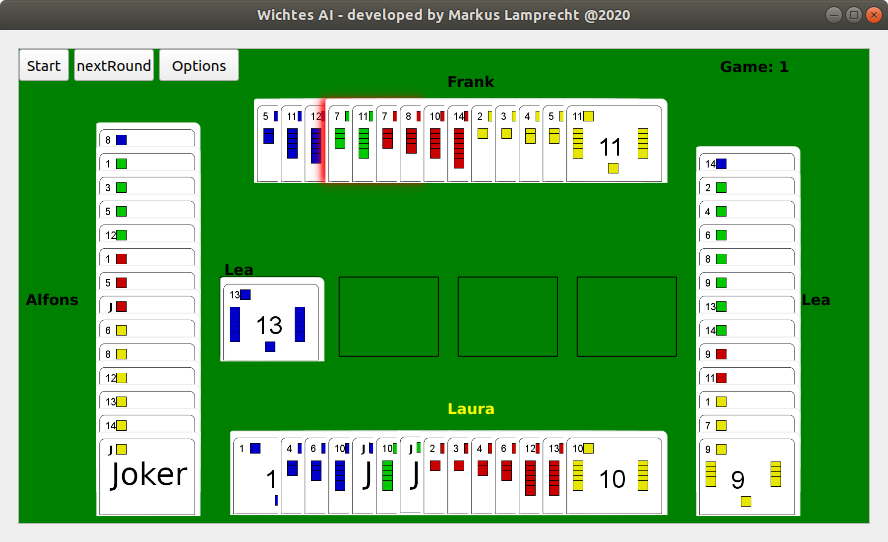 Wichtes AI - developed by Markus Lamprecht @2020
Start nextRound Options
Game: 1
Frank
5 11 12 7 11 7 8 10 14 2 3 4 5 11
11
Alfons
8
1
3
5
12
1
5
J
6
8
12
13
14
J
Joker
Lea
13
13
Lea
14
2
4
6
8
9
13
14
9
11
1
7
9
9
Laura
1 4 6 10 J 10 J 2 3 4 6 12 13 10
1 J J 10